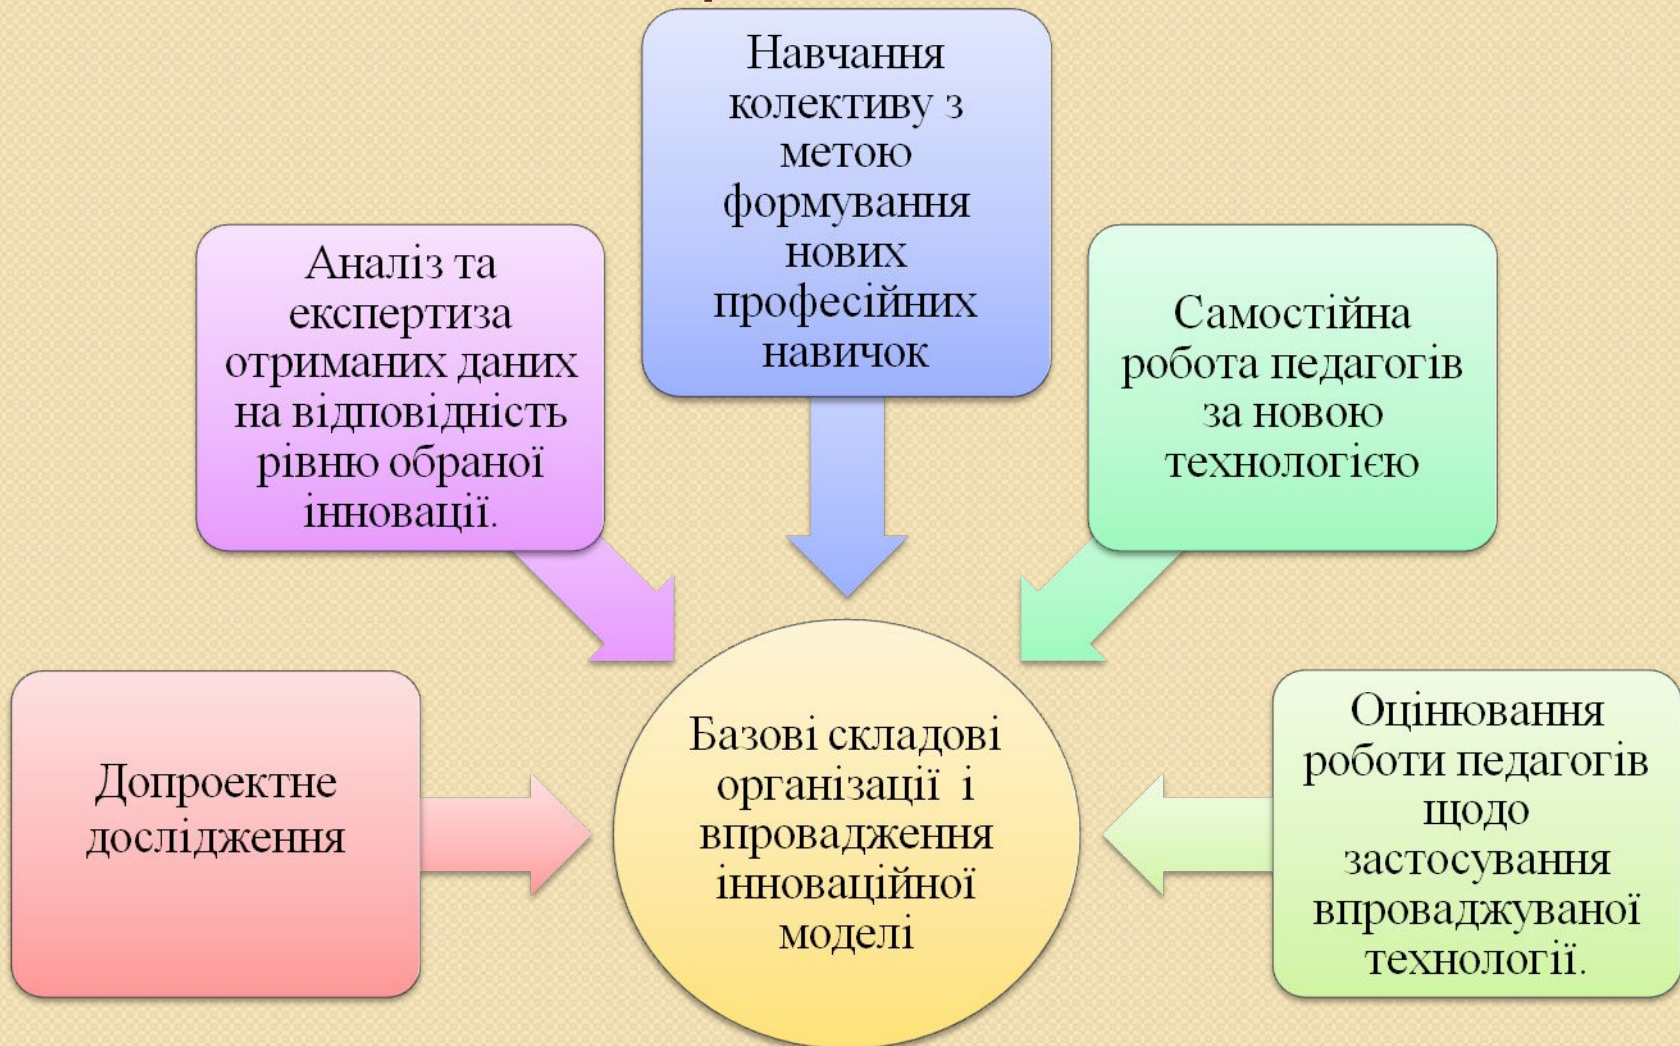 Навчання
колективу з
метою
формування
нових
професійних
навичок
Аналіз та
експертиза
отриманих даних
на відповідність
рівню обраної
інновації.
Самостійна
робота педагогів
за новою
технологією
Допроектне
дослідження
Базові складові
організації і
впровадження
інноваційної
моделі
Оцінювання
роботи педагогів
щодо
застосування
впроваджуваної
технології.